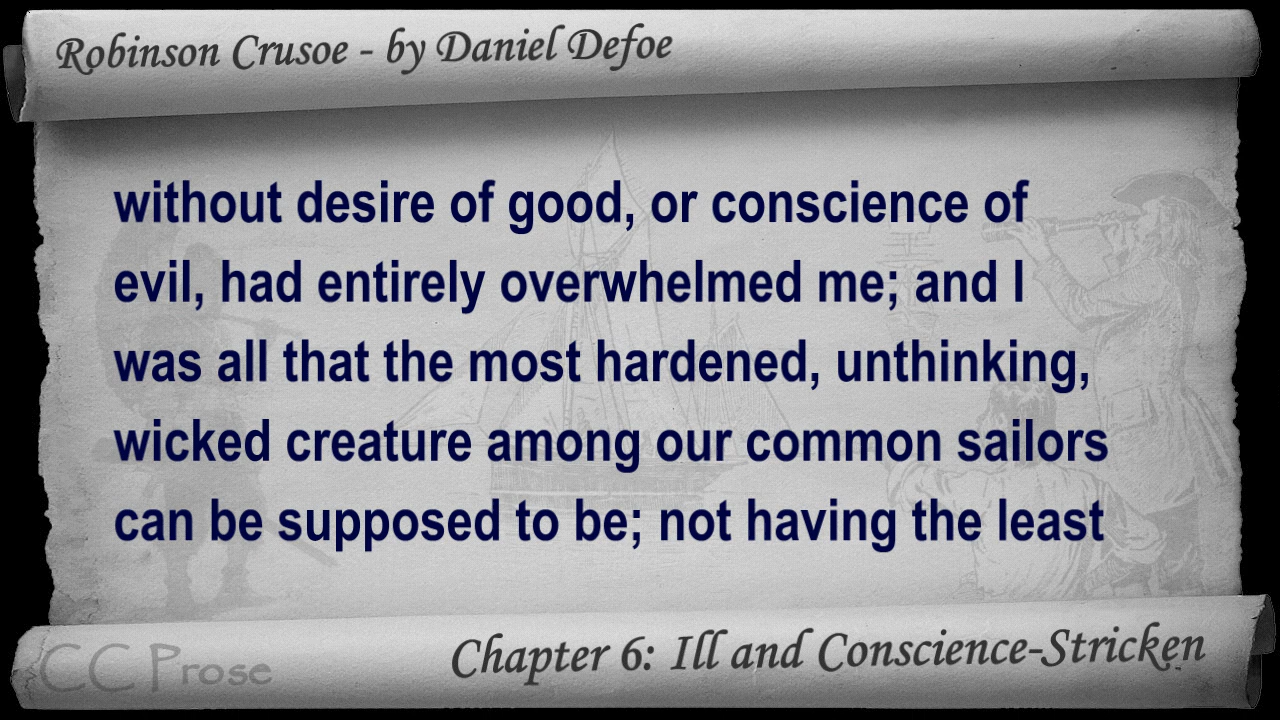 Robinson Crusoe - by Daniel Defoe
without desire of good, or conscience of
evil, had entirely overwhelmed me; and I
was all that the most hardened, unthinking,
wicked creature among our common sailors
can be supposed to be; not having the least
CC Prose
Chapter 6: Ill and Conscience-Stricken